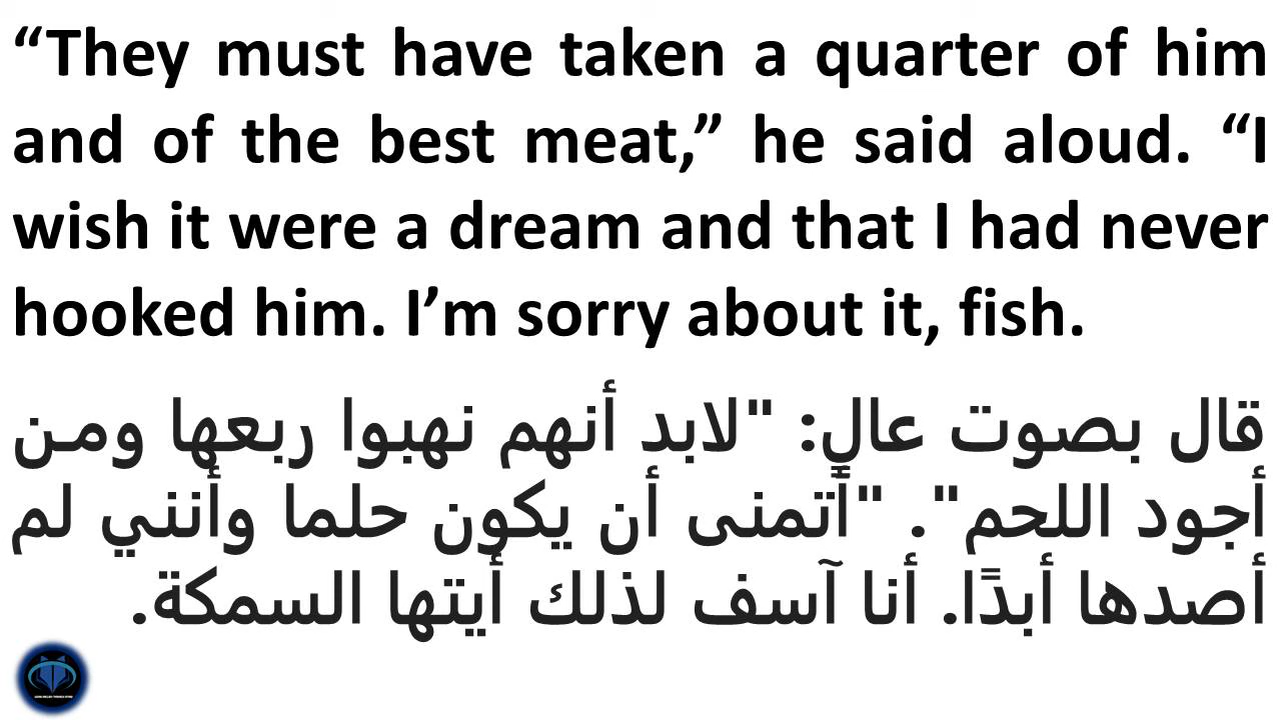 “They must have taken a quarter of him
and of the best meat,” he said aloud. “I
wish it were a dream and that I had never
hooked him. I’m sorry about it, fish.
قال بصوت عالٍ: "لابد أنهم نهبوا ربعها ومن
أجود اللحم". "أتمنى أن يكون حلما وأنني لم
أصدها أبدًا. أنا آسف لذلك أيتها السمكة.